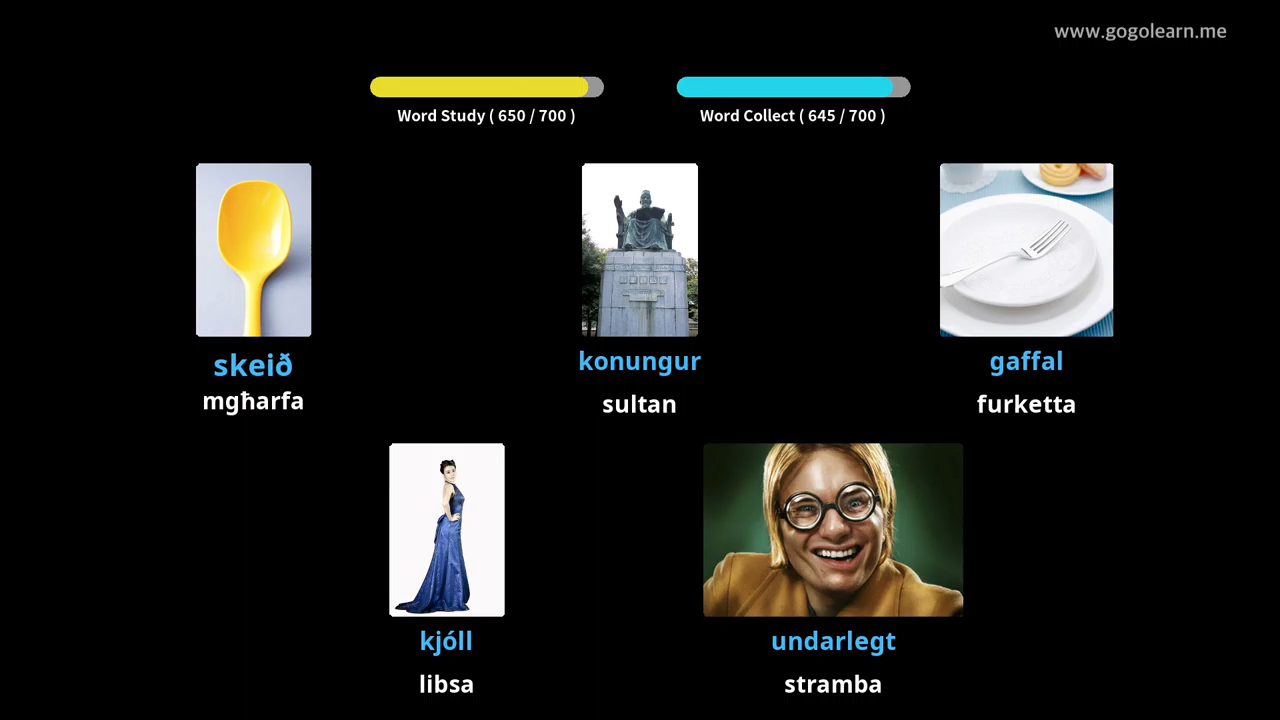 www.gogolearn.me
Word Study ( 650 / 700 )
Word Collect ( 645 / 700 )
skeið
mgħarfa
konungur
sultan
gaffal
furketta
kjóll
libsa
undarlegt
stramba